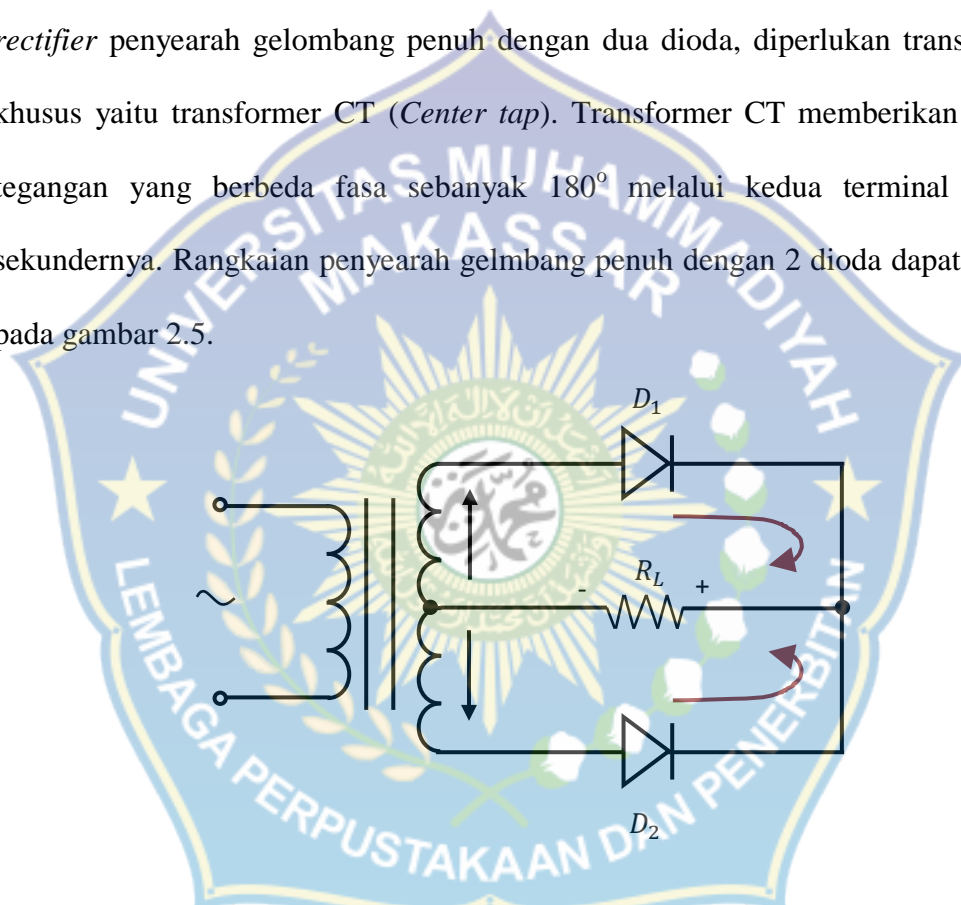 rectifier penyearah gelombang penuh dengan dua dioda, diperlukan trans
khusus yaitu transformer CT (Center tap). Transformer CT memberikan
tegangan yang berbeda fasa sebanyak 180° melalui kedua terminal
sekundernya. Rangkaian penyearah gelmbang penuh dengan 2 dioda dapat
pada gambar 2.5.
UNIVERSITAS MUHAMMADIYAH
MAKASSAR
D₁
R_L
- +
D₂
LEMBAGA PERPUSTAKAAN DAN PENERBITAN
محمد